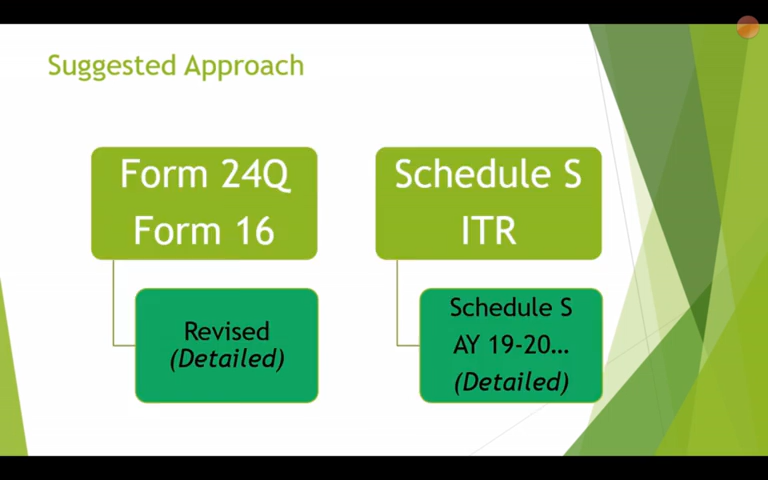 Suggested Approach
Form 24Q
Form 16
Revised
(Detailed)
Schedule S
ITR
Schedule S
AY 19-20...
(Detailed)